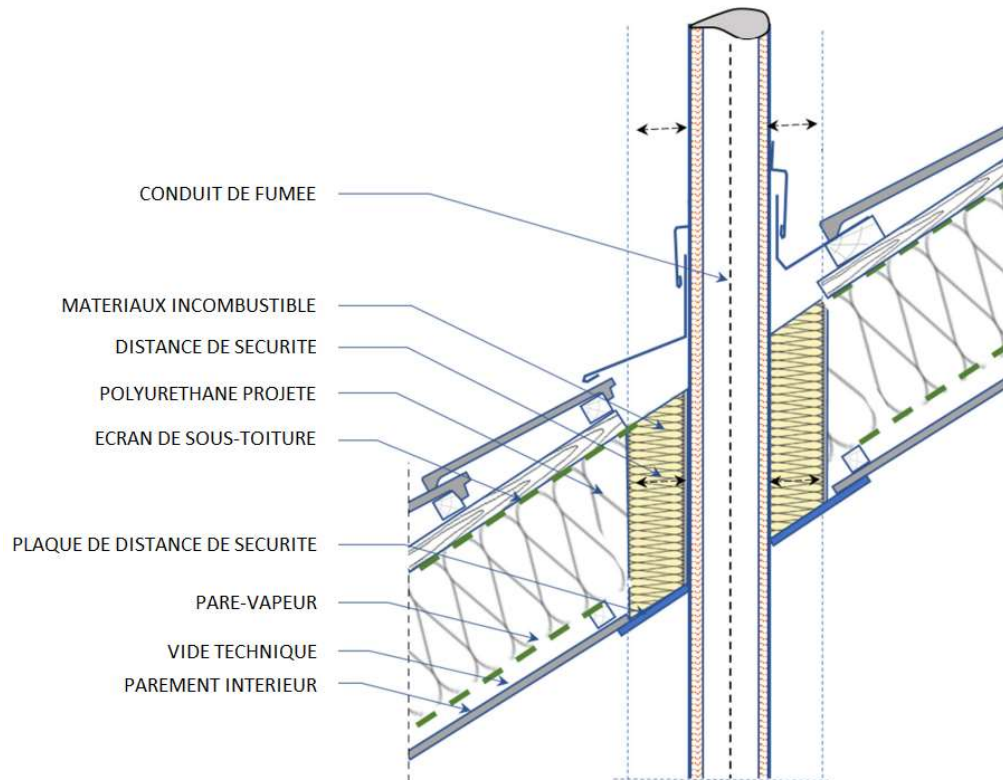 CONDUIT DE FUMEE
MATERIAUX INCOMBUSTIBLE
DISTANCE DE SECURITE
POLYURETHANE PROJETE
ECRAN DE SOUS-TOITURE
PLAQUE DE DISTANCE DE SECURITE
PARE-VAPEUR
VIDE TECHNIQUE
PAREMENT INTERIEUR